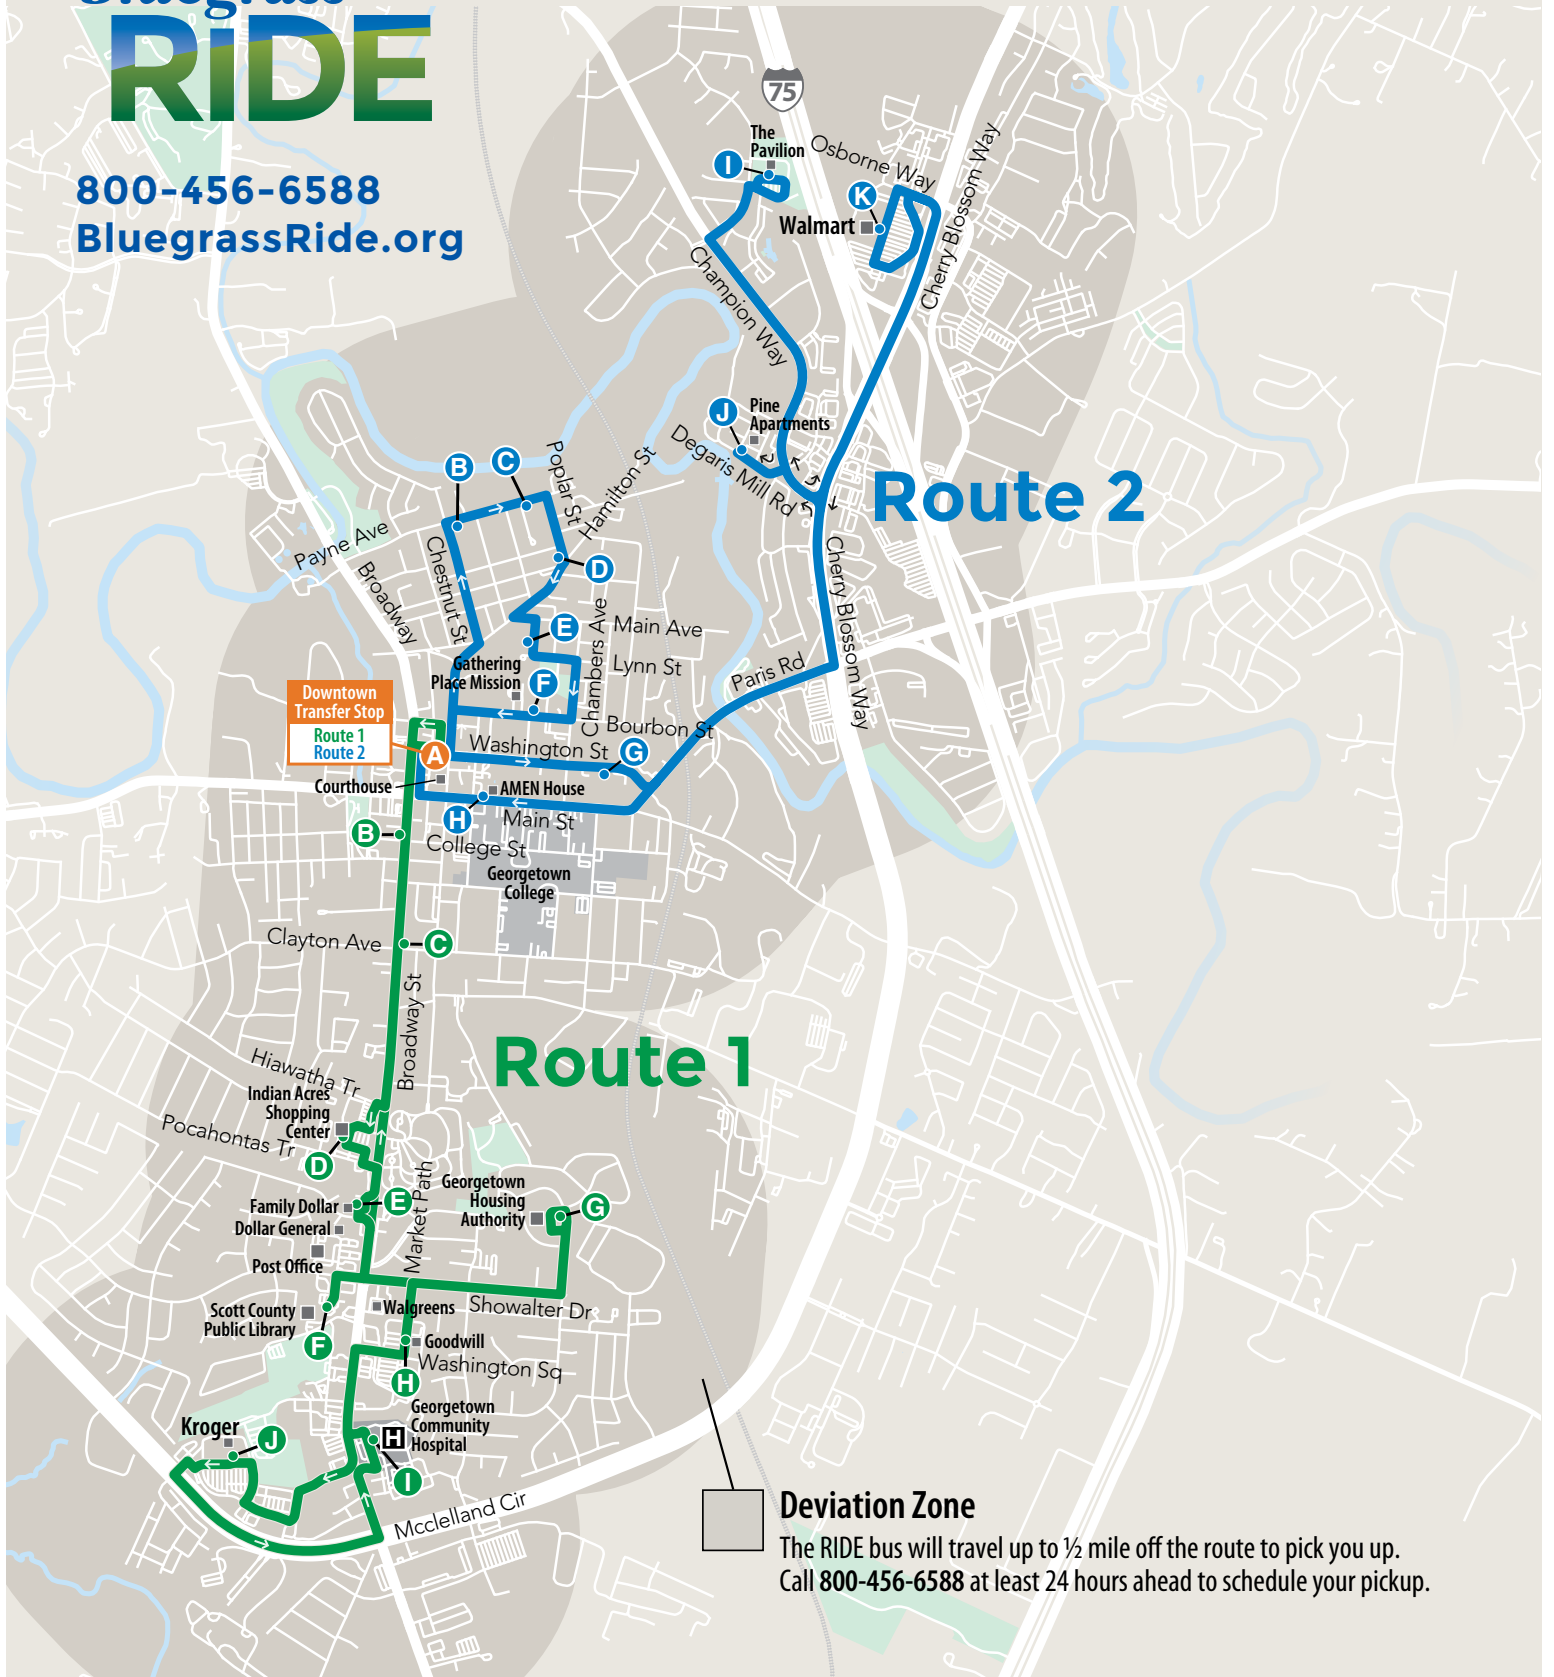 Bluegrass
RIDE
800-456-6588
BluegrassRide.org
75
The
Pavilion
I
Osborne Way
K
Walmart
Cherry Blossom Way
Champion Way
J
Pine
Apartments
Degaris Mill Rd
Route 2
B
C
Poplar St
Hamilton St
Payne Ave
Broadway
Chestnut St
D
E
Main Ave
Chambers Ave
Lynn St
Cherry Blossom Way
Paris Rd
Gathering
Place Mission
F
Bourbon St
Downtown
Transfer Stop
Route 1
Route 2
A
Washington St
G
Courthouse
AMEN House
H
Main St
B
College St
Georgetown
College
Clayton Ave
C
Broadway St
Route 1
Hiawatha Tr
Indian Acres
Shopping
Center
Pocahontas Tr
D
Market Path
Georgetown
Housing
Authority
G
Family Dollar
E
Dollar General
Post Office
Scott County
Public Library
F
Walgreens
Showalter Dr
Goodwill
Washington Sq
H
Georgetown
Community
Hospital
H
Kroger
J
I
Mcclelland Cir
Deviation Zone
The RIDE bus will travel up to ½ mile off the route to pick you up.
Call 800-456-6588 at least 24 hours ahead to schedule your pickup.